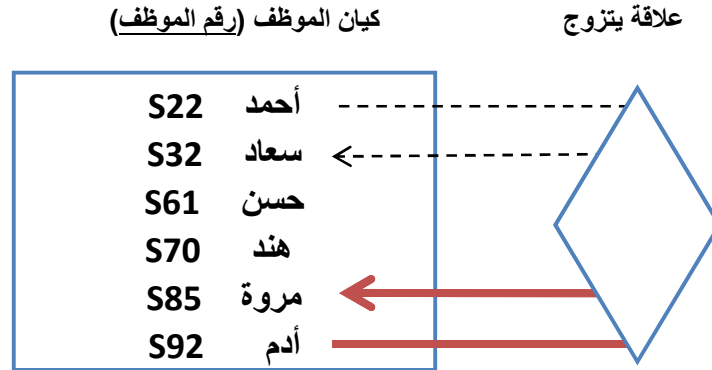 علاقة يتزوج
كيان الموظف (رقم الموظف)
أحمد S22
سعاد S32
حسن S61
هند S70
مروة S85
أدم S92